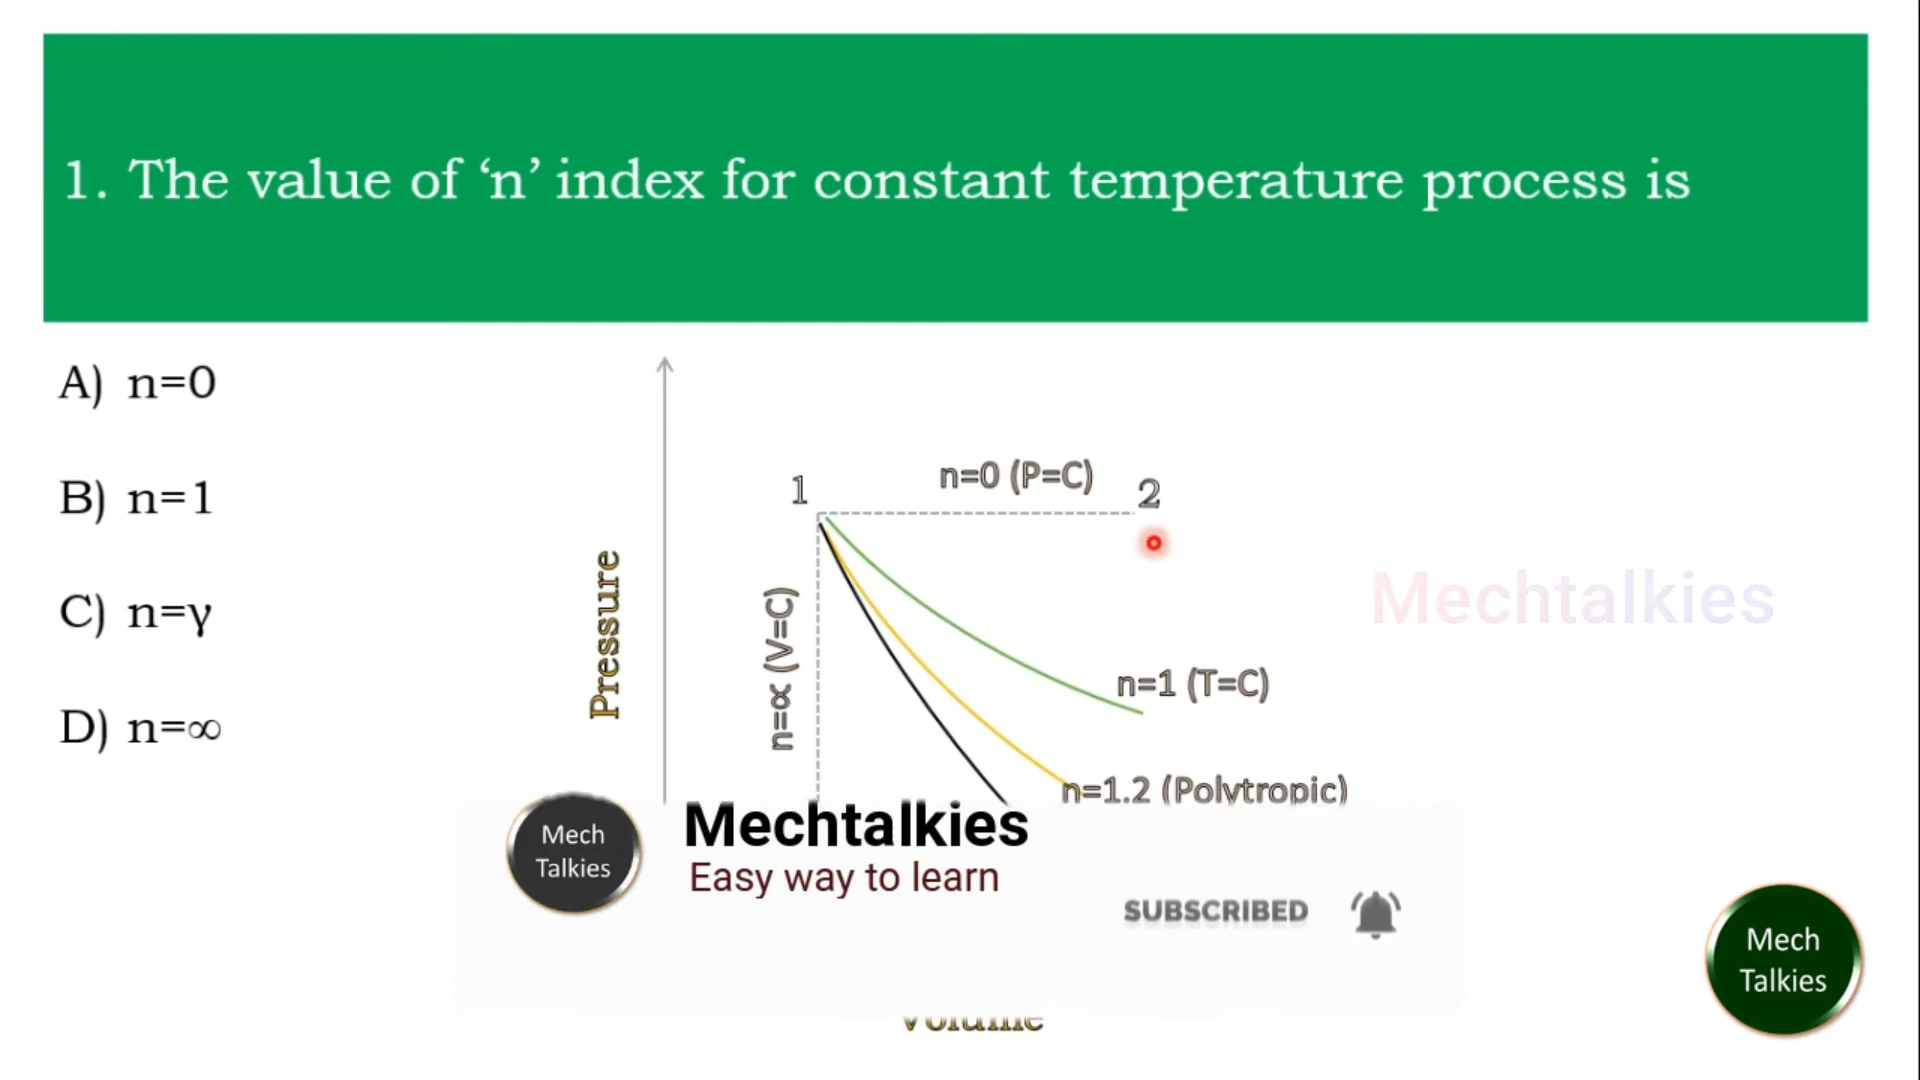 1. The value of ‘n’ index for constant temperature process is
A) n=0
B) n=1
C) n=γ
D) n=∞
n=0 (P=C)
1
2
Pressure
n=∝ (V=C)
n=1 (T=C)
n=1.2 (Polytropic)
Mechtalkies
Mech
Talkies
Mechtalkies
Easy way to learn
SUBSCRIBED
Mech
Talkies
Volume